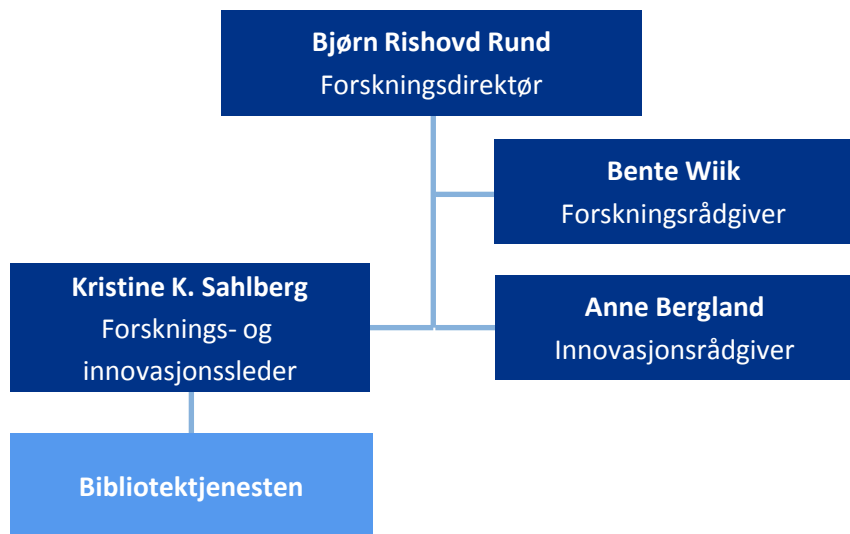 Bjørn Rishovd Rund
Forskningsdirektør
Bente Wiik
Forskningsrådgiver
Kristine K. Sahlberg
Forsknings- og
innovasjonssleder
Anne Bergland
Innovasjonsrådgiver
Bibliotektjenesten